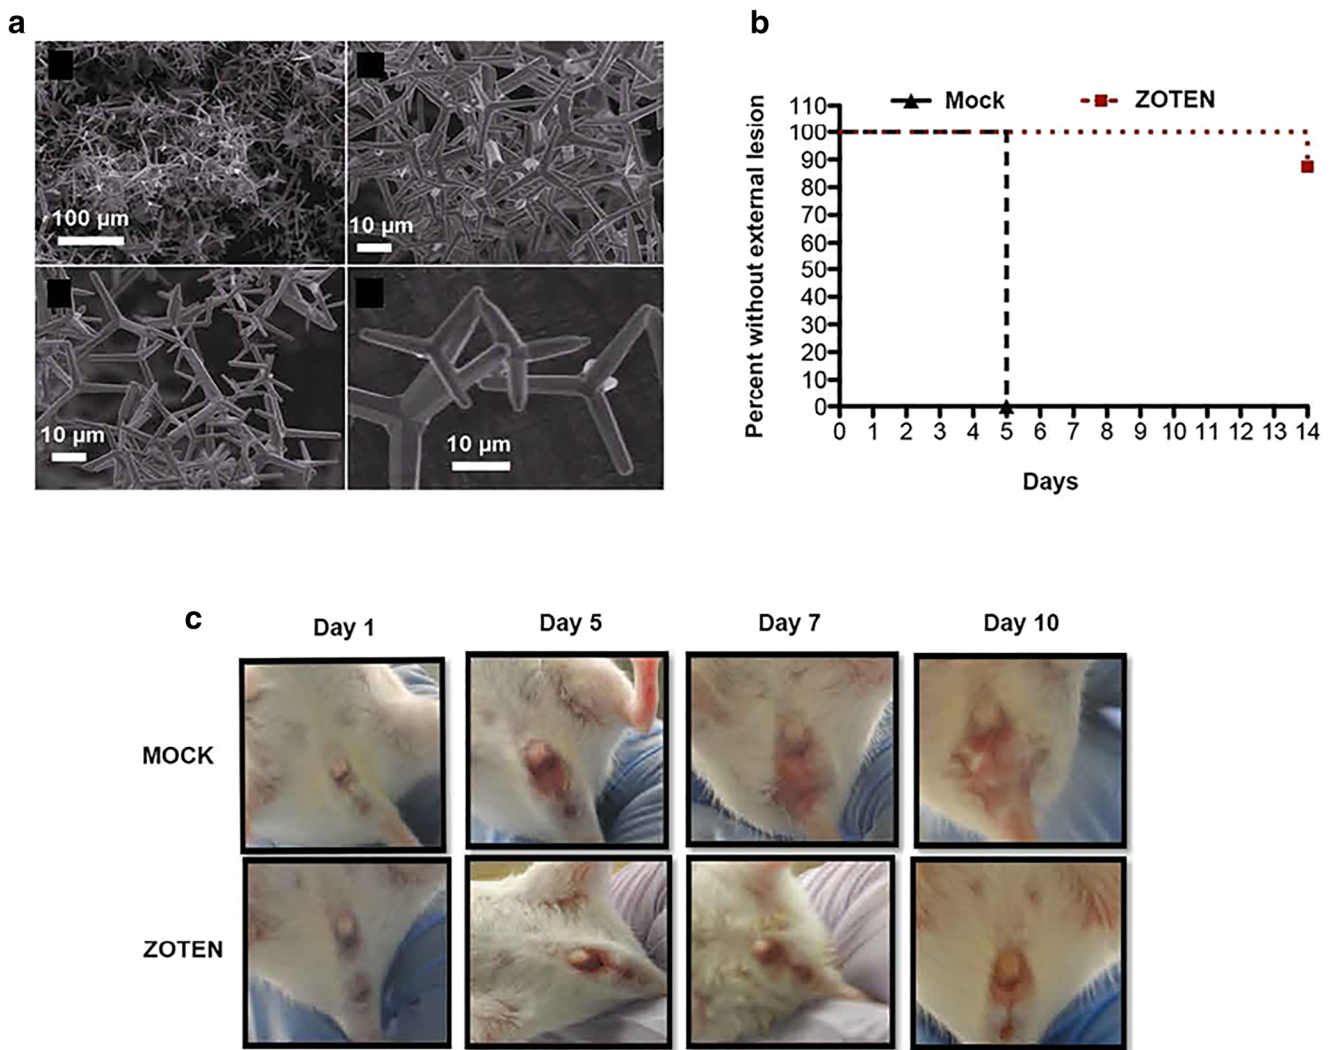 a
100 µm
10 µm
10 µm
10 µm
b
Mock
ZOTEN
Percent without external lesion
110
100
90
80
70
60
50
40
30
20
10
0
0 1 2 3 4 5 6 7 8 9 10 11 12 13 14
Days
c
Day 1
Day 5
Day 7
Day 10
MOCK
ZOTEN